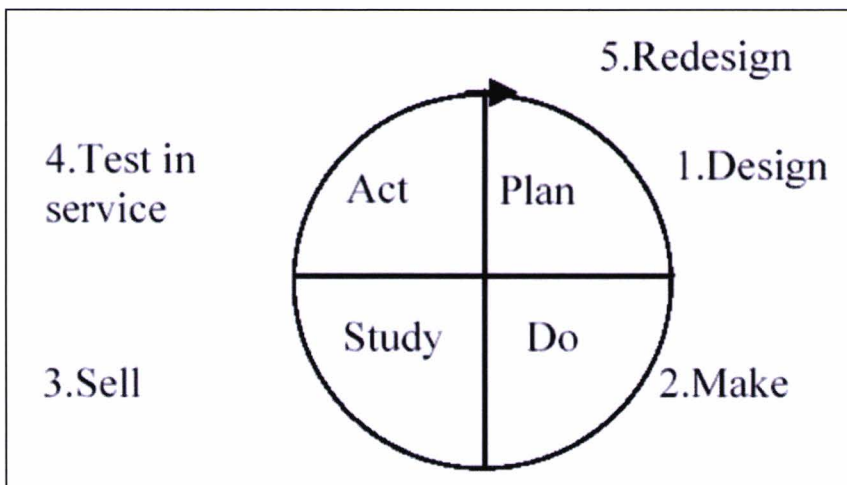 5.Redesign
4.Test in
service
Act
Plan
1.Design
Study
Do
3.Sell
2.Make